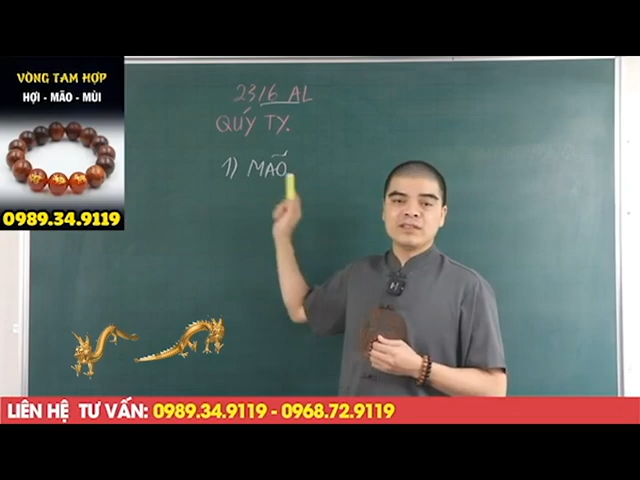 VÒNG TAM HỢP
HỢI - MÃO - MÙI
0989.34.9119
23/6 AL
QUÝ TY.
1) MÃO
LIÊN HỆ TƯ VẤN: 0989.34.9119 - 0968.72.9119